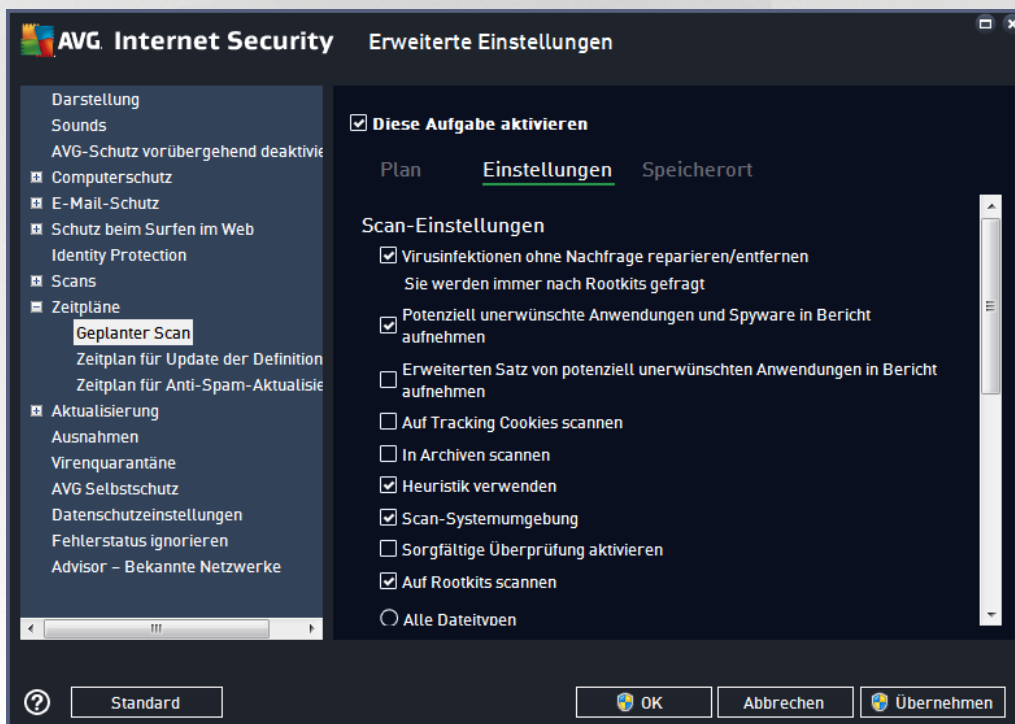 AVG. Internet Security Erweiterte Einstellungen
Darstellung
Sounds
AVG-Schutz vorübergehend deaktivie
Computerschutz
E-Mail-Schutz
Schutz beim Surfen im Web
Identity Protection
Scans
Zeitpläne
Geplanter Scan
Zeitplan für Update der Definition
Zeitplan für Anti-Spam-Aktualisie
Aktualisierung
Ausnahmen
Virenquarantäne
AVG Selbstschutz
Datenschutzeinstellungen
Fehlerstatus ignorieren
Advisor – Bekannte Netzwerke
Diese Aufgabe aktivieren
Plan Einstellungen Speicherort
Scan-Einstellungen
Virusinfektionen ohne Nachfrage reparieren/entfernen
Sie werden immer nach Rootkits gefragt
Potenziell unerwünschte Anwendungen und Spyware in Bericht
aufnehmen
Erweiterten Satz von potenziell unerwünschten Anwendungen in Bericht
aufnehmen
Auf Tracking Cookies scannen
In Archiven scannen
Heuristik verwenden
Scan-Systemumgebung
Sorgfältige Überprüfung aktivieren
Auf Rootkits scannen
Alle Dateitypen
? Standard OK Abbrechen Übernehmen